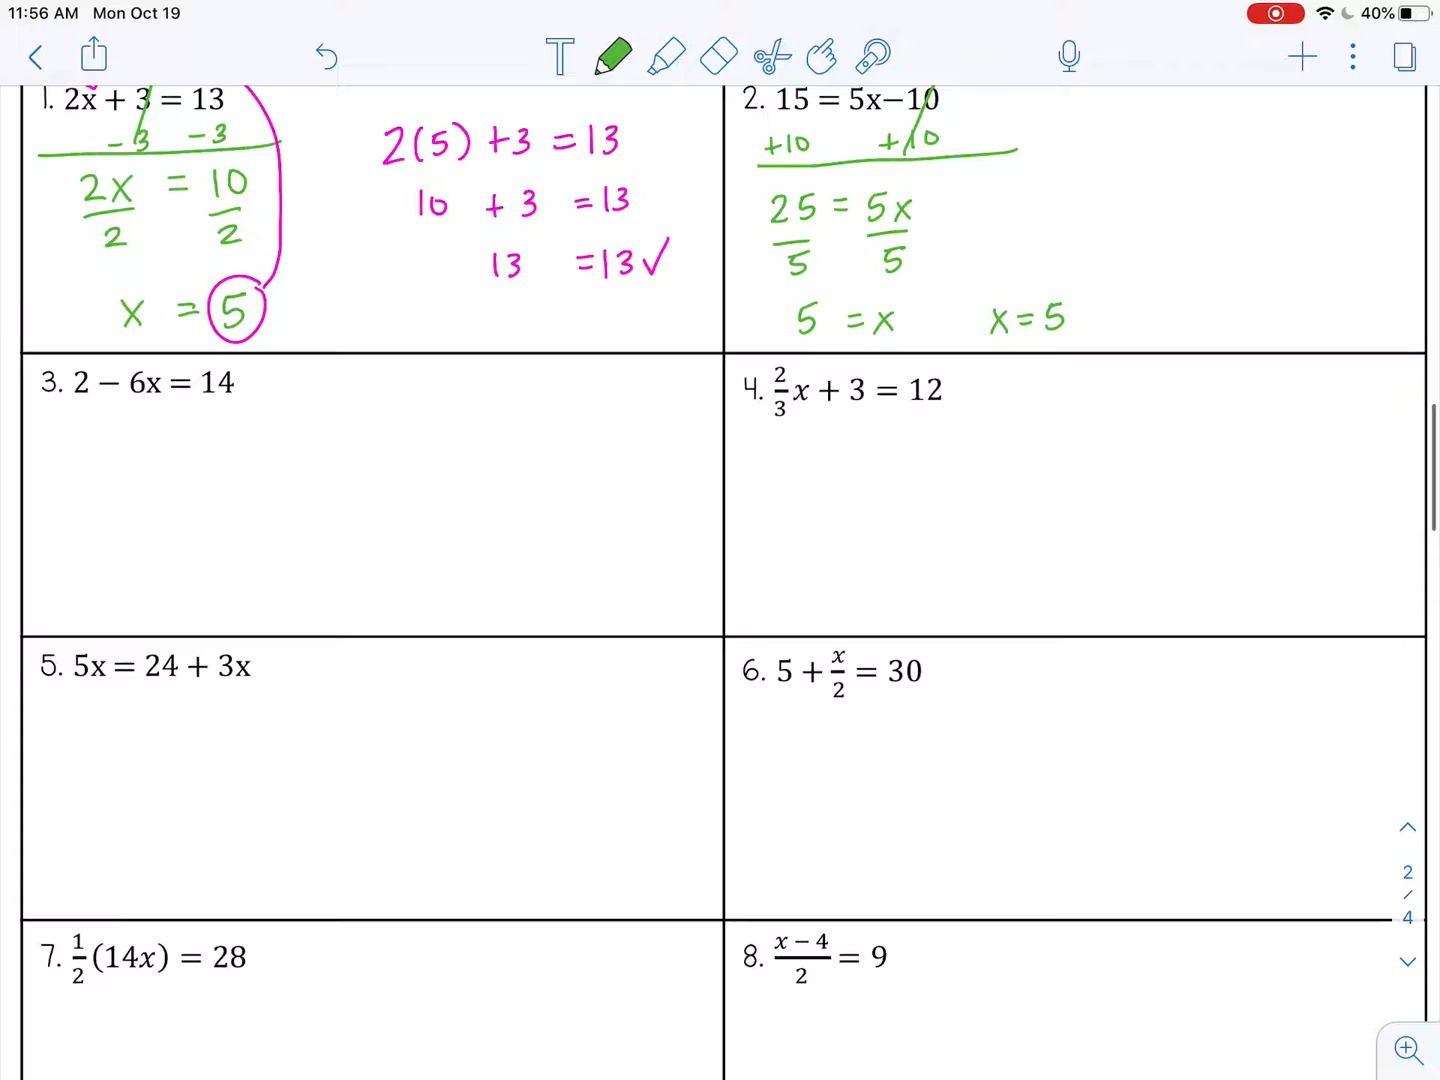 11:56 AM Mon Oct 19
40%
T
1. 2x + 3 = 13
-3 -3
2x = 10
2 2
x = 5
2(5) +3 = 13
10 + 3 = 13
13 = 13 ✓
2. 15 = 5x−10
+10 +10
25 = 5x
5 5
5 = x x = 5
3. 2 − 6x = 14
4. 2/3 x + 3 = 12
5. 5x = 24 + 3x
6. 5 + x/2 = 30
7. 1/2 (14x) = 28
8. x − 4 / 2 = 9
2
/
4